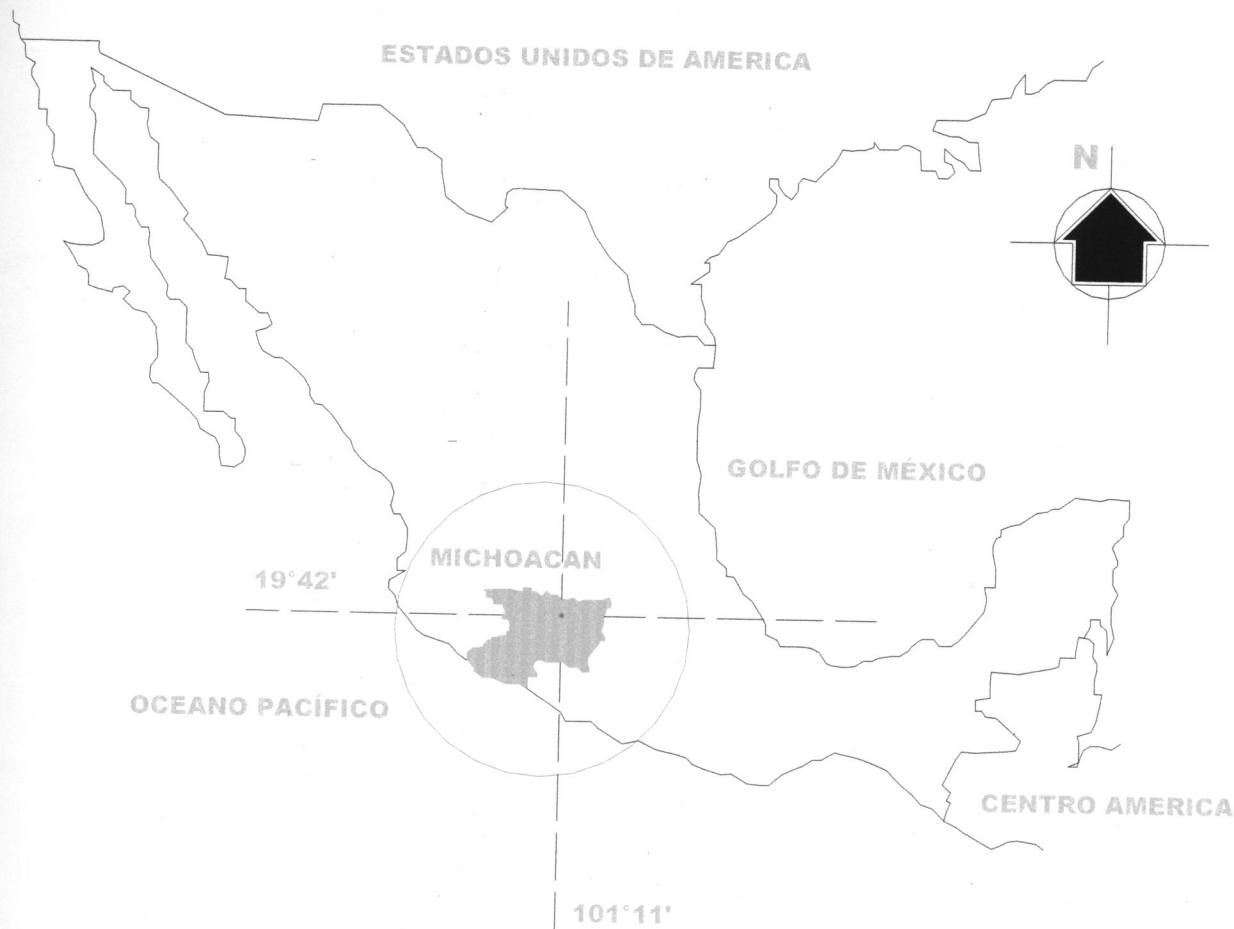 ESTADOS UNIDOS DE AMERICA
N
GOLFO DE MÉXICO
MICHOACAN
19°42'
OCEANO PACÍFICO
CENTRO AMERICA
101°11'